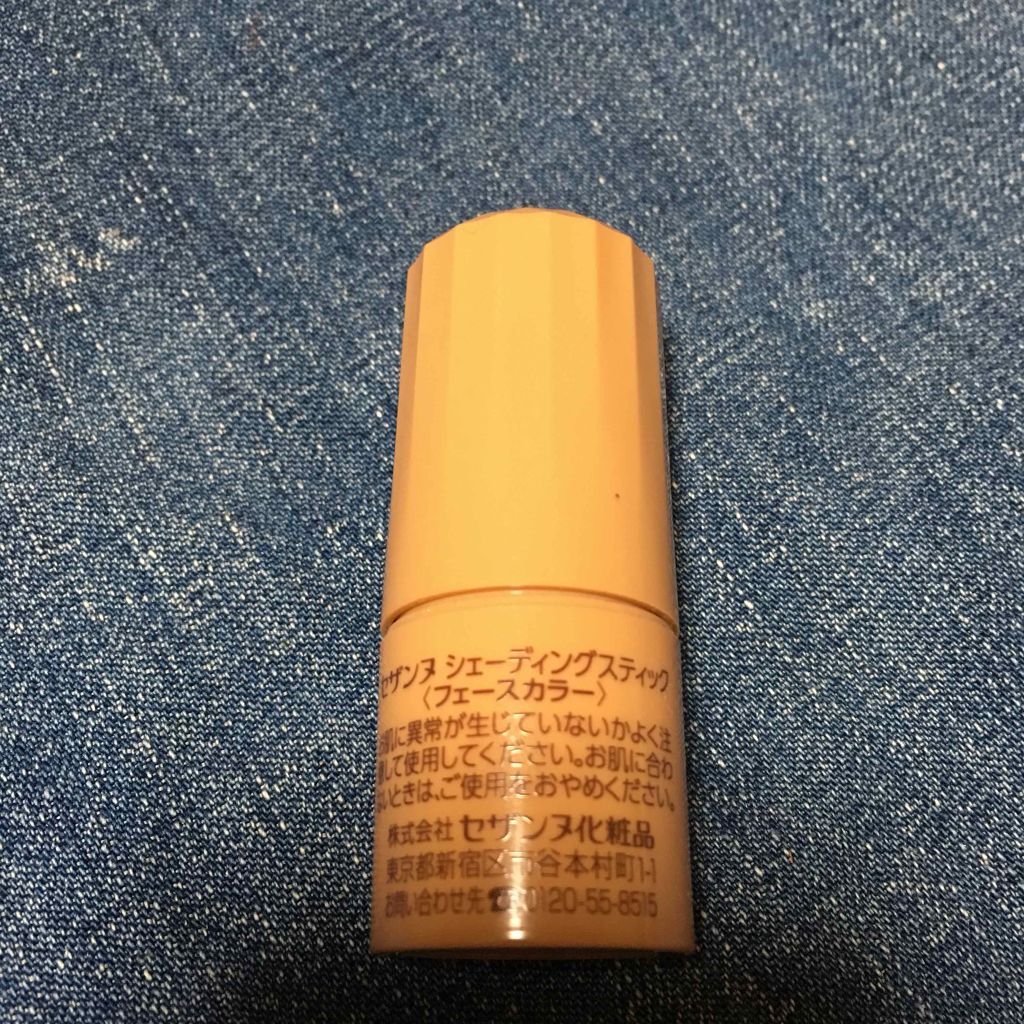 セザンヌ シェーディングスティック
〈フェースカラー〉
お肌に異常が生じていないかよく注
意して使用してください。お肌に合わ
ないときは、ご使用をおやめください。
株式会社 セザンヌ化粧品
東京都新宿区市谷本村町1-1
お問い合わせ先☎0120-55-8515